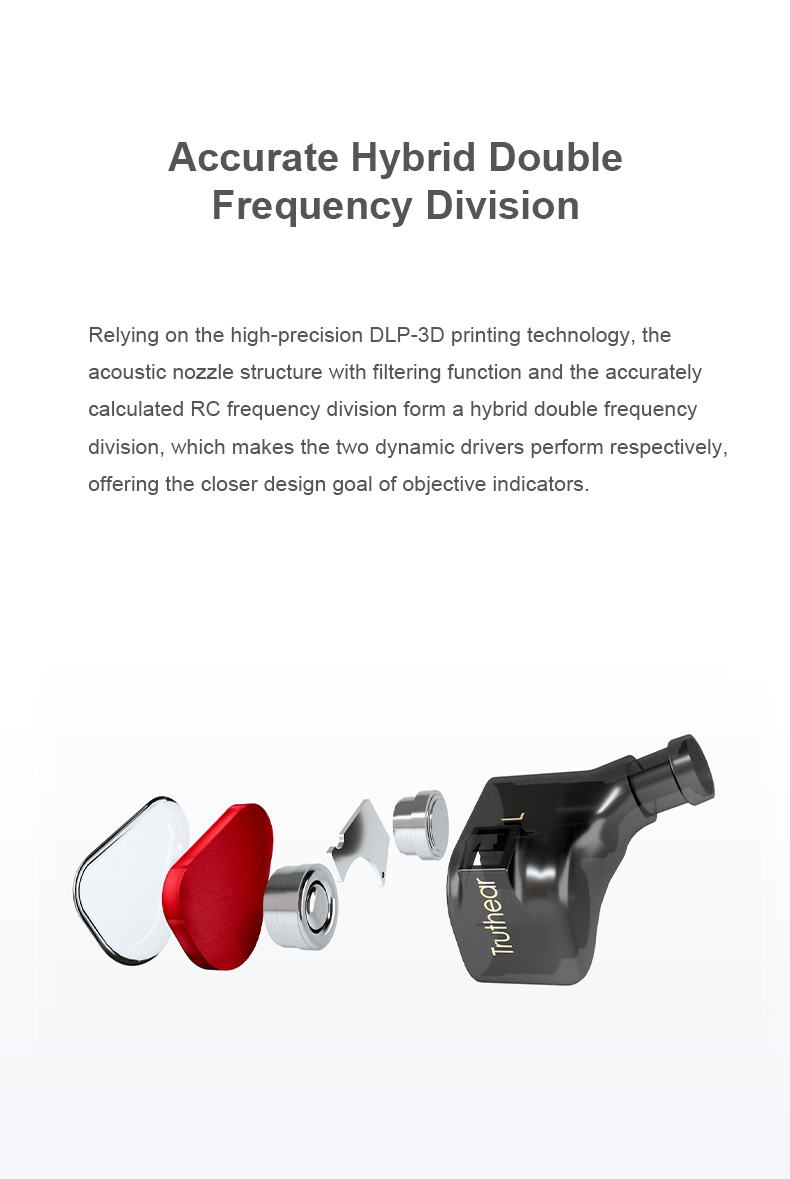 Accurate Hybrid Double
Frequency Division
Relying on the high-precision DLP-3D printing technology, the
acoustic nozzle structure with filtering function and the accurately
calculated RC frequency division form a hybrid double frequency
division, which makes the two dynamic drivers perform respectively,
offering the closer design goal of objective indicators.
L
Truthear